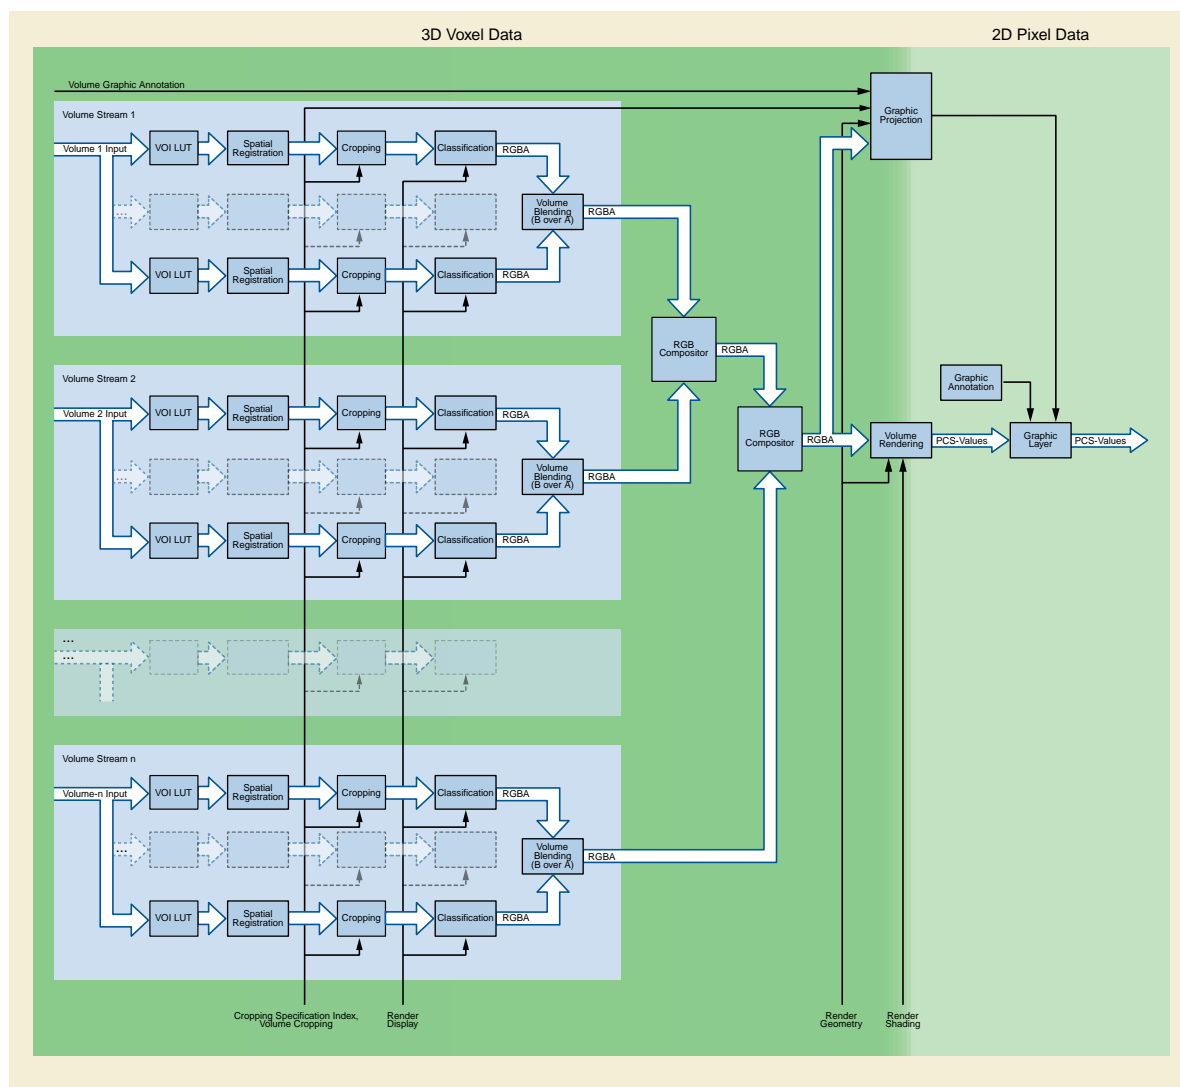 3D Voxel Data
2D Pixel Data
Volume Graphic Annotation
Graphic
Projection
Volume Stream 1
Volume 1 Input
VOI LUT
Spatial
Registration
Cropping
Classification
RGBA
...
Volume
Blending
(B over A)
RGBA
VOI LUT
Spatial
Registration
Cropping
Classification
RGBA
RGB
Compositor
RGBA
Volume Stream 2
Volume 2 Input
VOI LUT
Spatial
Registration
Cropping
Classification
RGBA
Graphic
Annotation
RGB
Compositor
RGBA
Volume
Rendering
PCS-Values
Graphic
Layer
PCS-Values
...
Volume
Blending
(B over A)
RGBA
VOI LUT
Spatial
Registration
Cropping
Classification
RGBA
...
...
Volume Stream n
Volume-n Input
VOI LUT
Spatial
Registration
Cropping
Classification
RGBA
...
Volume
Blending
(B over A)
RGBA
VOI LUT
Spatial
Registration
Cropping
Classification
RGBA
Cropping Specification Index,
Volume Cropping
Render
Display
Render
Geometry
Render
Shading